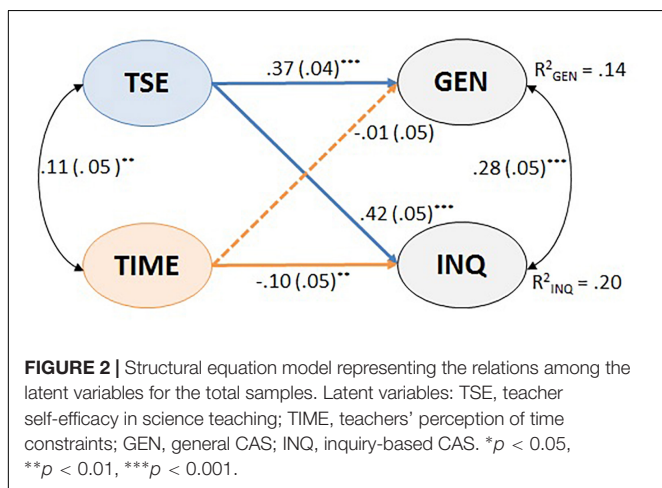 .37 (.04)***
TSE
GEN
R²GEN = .14
-.01 (.05)
.11 (.05)**
.28 (.05)***
.42 (.05)***
TIME
INQ
-.10 (.05)**
R²INQ = .20
FIGURE 2 | Structural equation model representing the relations among the
latent variables for the total samples. Latent variables: TSE, teacher
self-efficacy in science teaching; TIME, teachers' perception of time
constraints; GEN, general CAS; INQ, inquiry-based CAS. *p < 0.05,
**p < 0.01, ***p < 0.001.